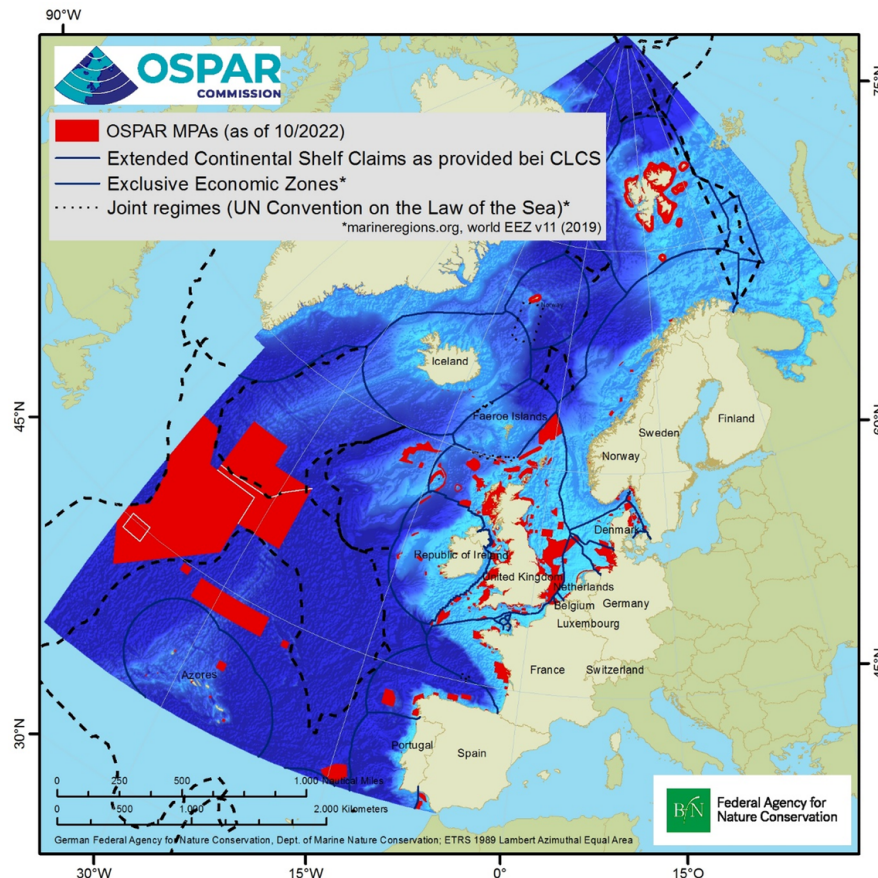 90°W
OSPAR
COMMISSION
75°N
OSPAR MPAs (as of 10/2022)
Extended Continental Shelf Claims as provided bei CLCS
Exclusive Economic Zones*
Joint regimes (UN Convention on the Law of the Sea)*
*marineregions.org, world EEZ v11 (2019)
Iceland
45°N
60°N
Faeroe Islands
Finland
Sweden
Norway
Denmark
Republic of Ireland
United Kingdom
Netherlands
Belgium
Germany
Luxembourg
France
Switzerland
45°N
Azores
30°N
Portugal
Spain
0 250 500 1.000 Nautical Miles
0 500 1.000 2.000 Kilometers
BfN
Federal Agency for
Nature Conservation
German Federal Agency for Nature Conservation, Dept. of Marine Nature Conservation; ETRS 1989 Lambert Azimuthal Equal Area
30°W
15°W
0°
15°O